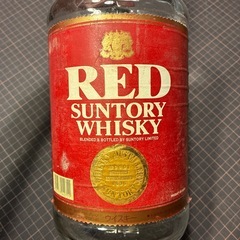 RED
SUNTORY
WHISKY
BLENDED & BOTTLED BY SUNTORY LIMITED